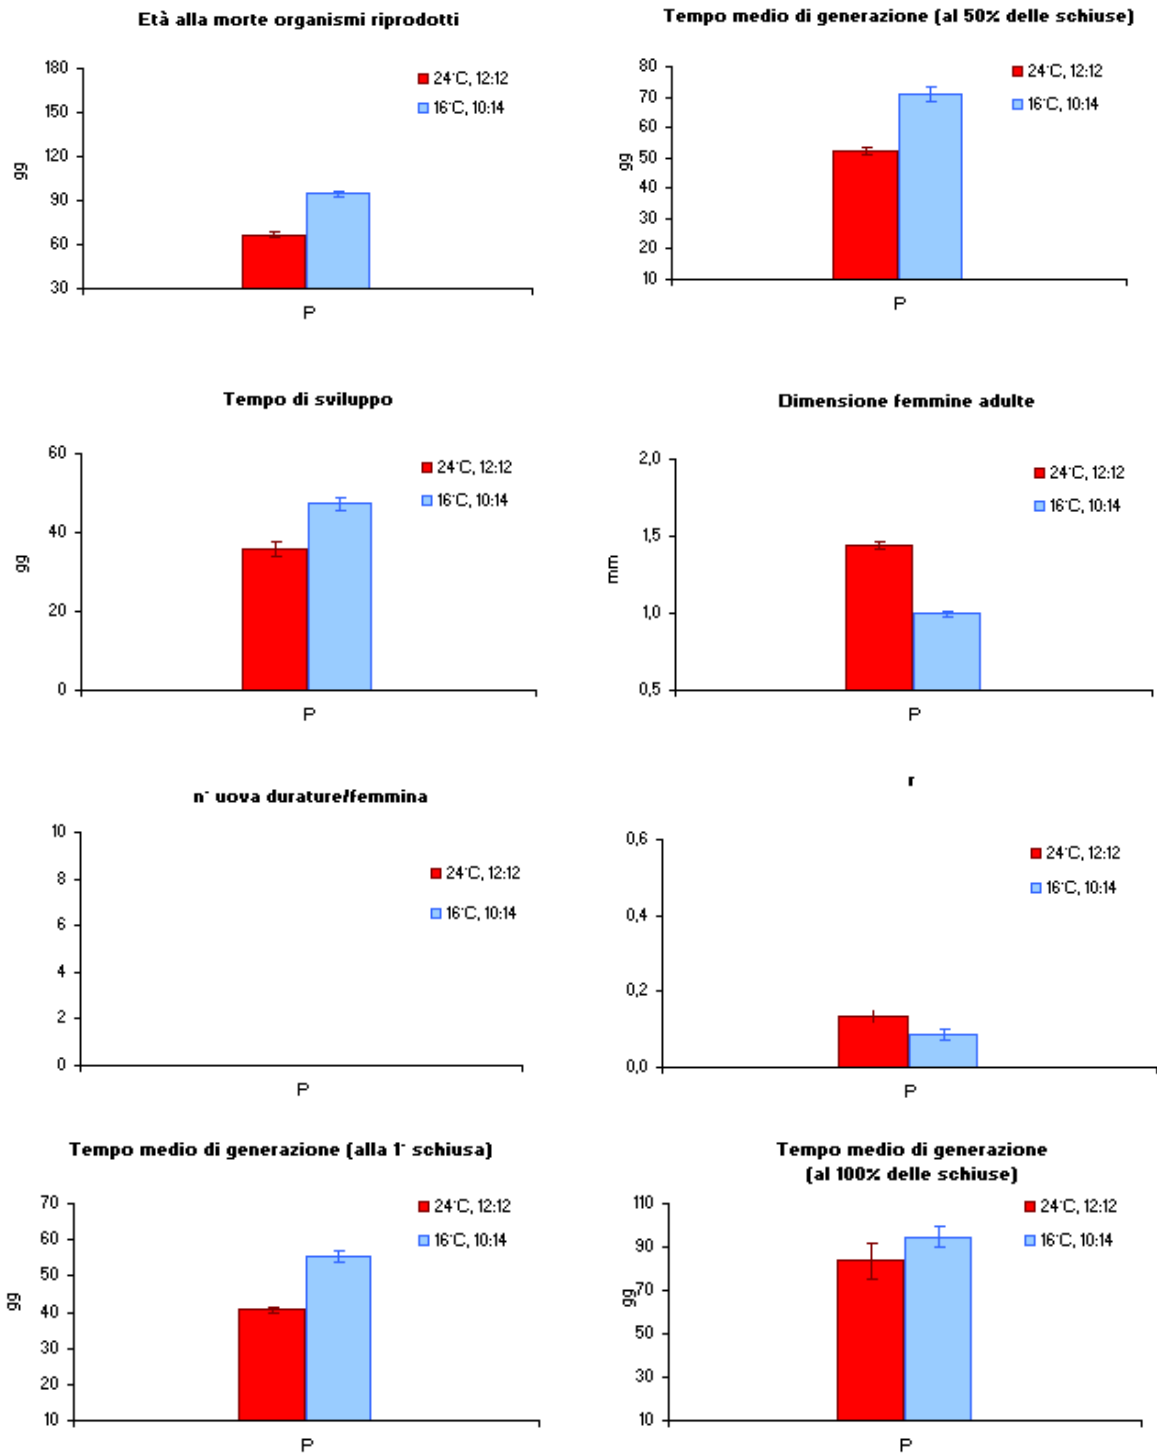 Età alla morte organismi riprodotti
180
150
120
90
60
30
gg
24°C, 12:12
16°C, 10:14
P
Tempo medio di generazione (al 50% delle schiuse)
80
70
60
50
40
30
20
10
gg
24°C, 12:12
16°C, 10:14
P
Tempo di sviluppo
60
40
20
0
gg
24°C, 12:12
16°C, 10:14
P
Dimensione femmine adulte
2,0
1,5
1,0
0,5
mm
24°C, 12:12
16°C, 10:14
P
n° uova durature/femmina
10
8
6
4
2
0
24°C, 12:12
16°C, 10:14
P
r
0,6
0,4
0,2
0,0
24°C, 12:12
16°C, 10:14
P
Tempo medio di generazione (alla 1° schiusa)
70
60
50
40
30
20
10
gg
24°C, 12:12
16°C, 10:14
P
Tempo medio di generazione
(al 100% delle schiuse)
110
90
70
50
30
10
gg
24°C, 12:12
16°C, 10:14
P